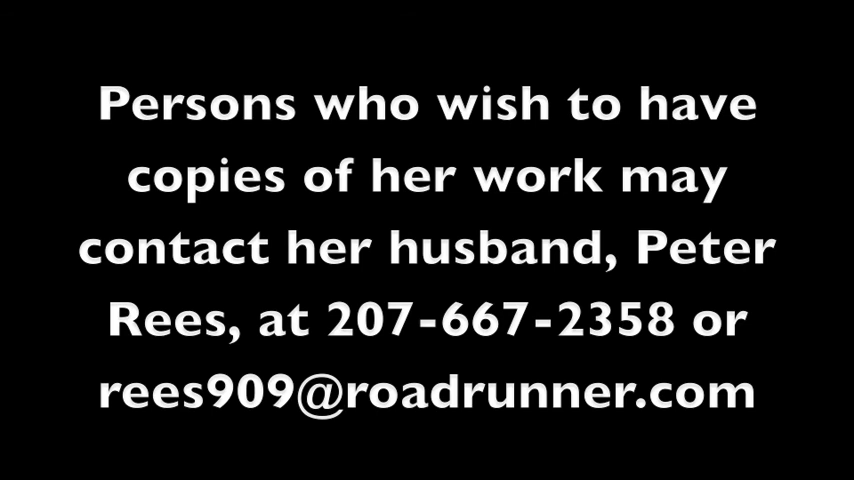 Persons who wish to have
copies of her work may
contact her husband, Peter
Rees, at 207-667-2358 or
rees909@roadrunner.com